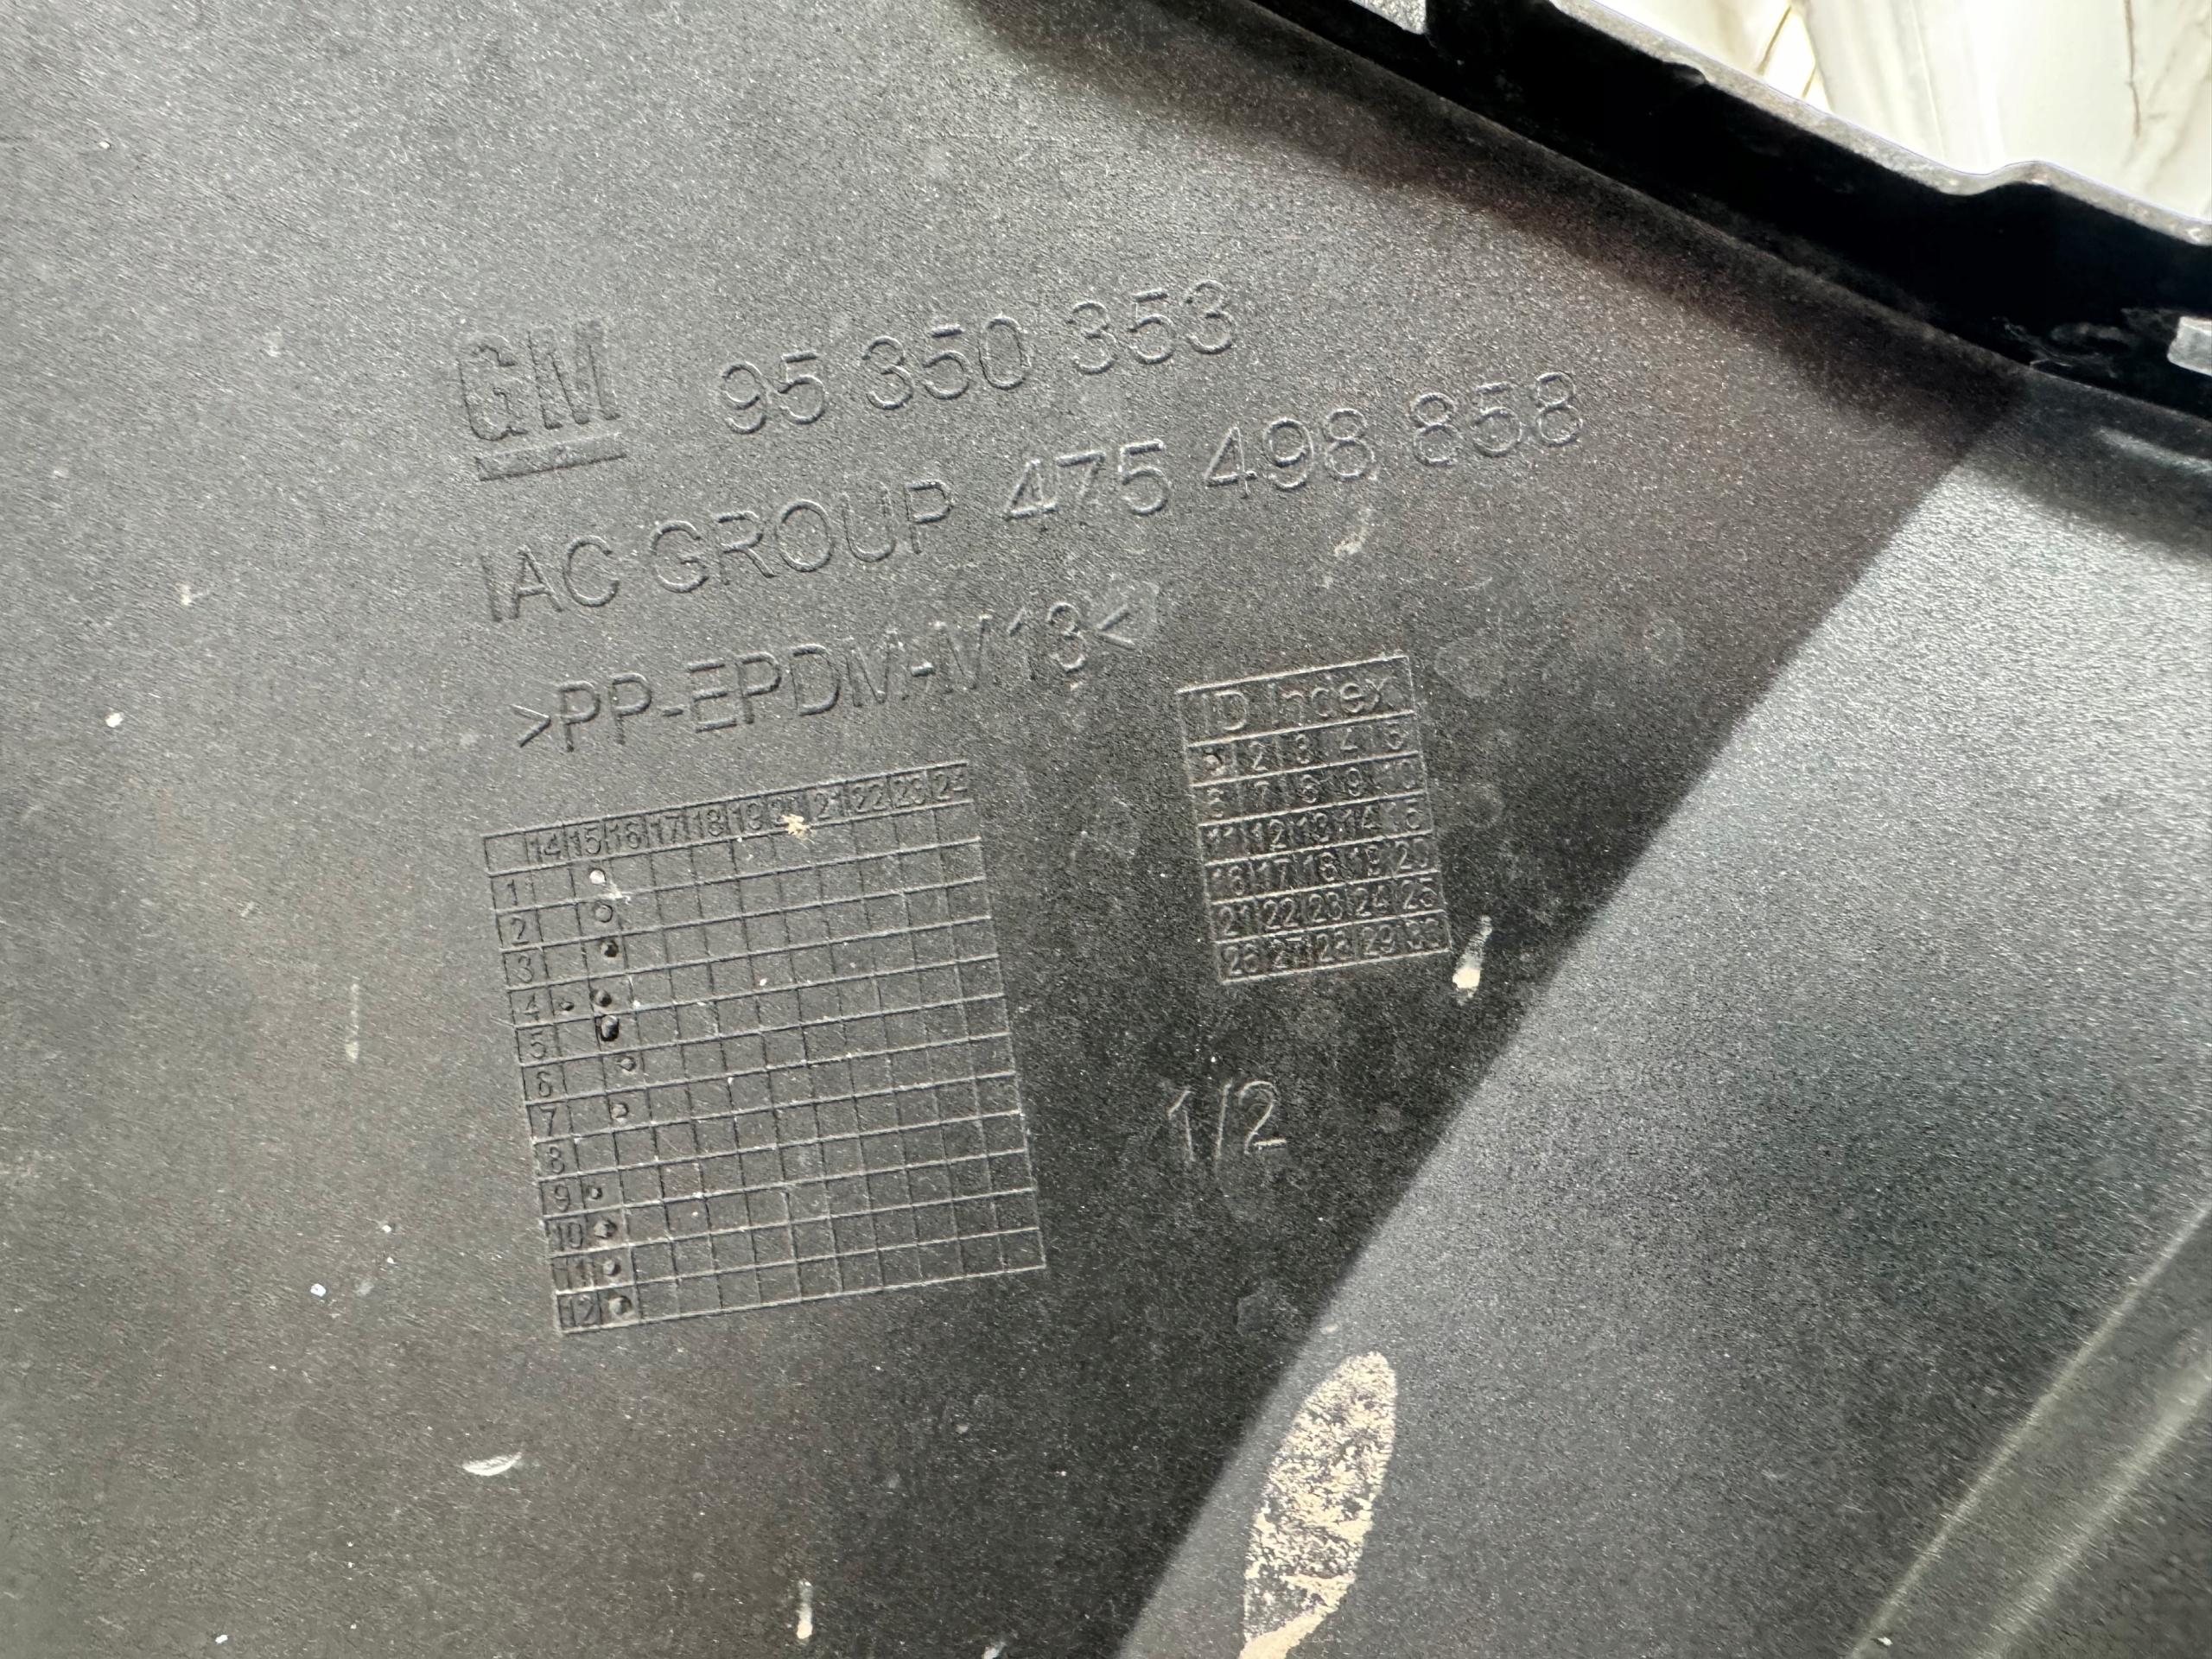 GM 95 350 353
IAC GROUP 475 498 858
>PP-EPDM-M13<
14 15 16 17 18 19 20 21 22 23 24
1
2
3
4
5
6
7
8
9
10
11
12
ID Index
1 2 3 4 5
6 7 8 9 10
11 12 13 14 15
16 17 18 19 20
21 22 23 24 25
26 27 28 29 30
1/2